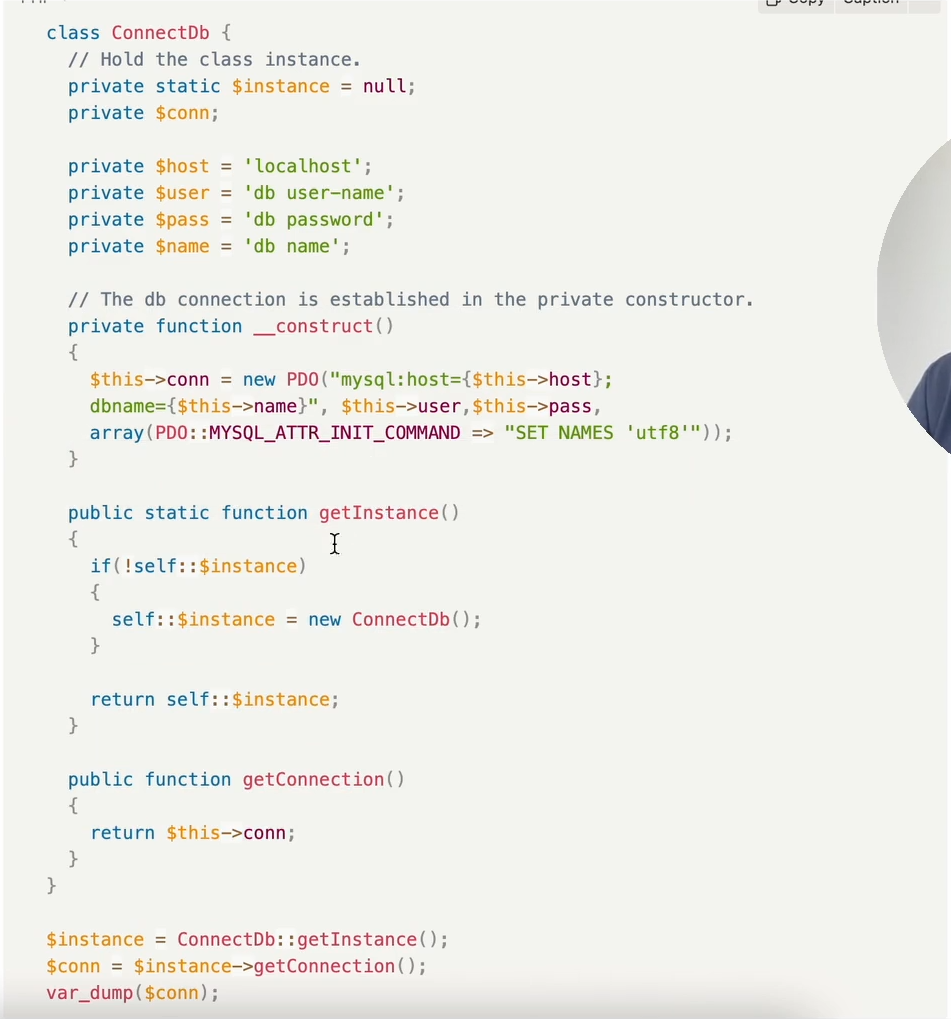 Copy Caption
class ConnectDb {
  // Hold the class instance.
  private static $instance = null;
  private $conn;

  private $host = 'localhost';
  private $user = 'db user-name';
  private $pass = 'db password';
  private $name = 'db name';

  // The db connection is established in the private constructor.
  private function __construct()
  {
    $this->conn = new PDO("mysql:host={$this->host};
    dbname={$this->name}", $this->user,$this->pass,
    array(PDO::MYSQL_ATTR_INIT_COMMAND => "SET NAMES 'utf8'"));
  }

  public static function getInstance()
  {
    if(!self::$instance)
    {
      self::$instance = new ConnectDb();
    }

    return self::$instance;
  }

  public function getConnection()
  {
    return $this->conn;
  }
}

$instance = ConnectDb::getInstance();
$conn = $instance->getConnection();
var_dump($conn);